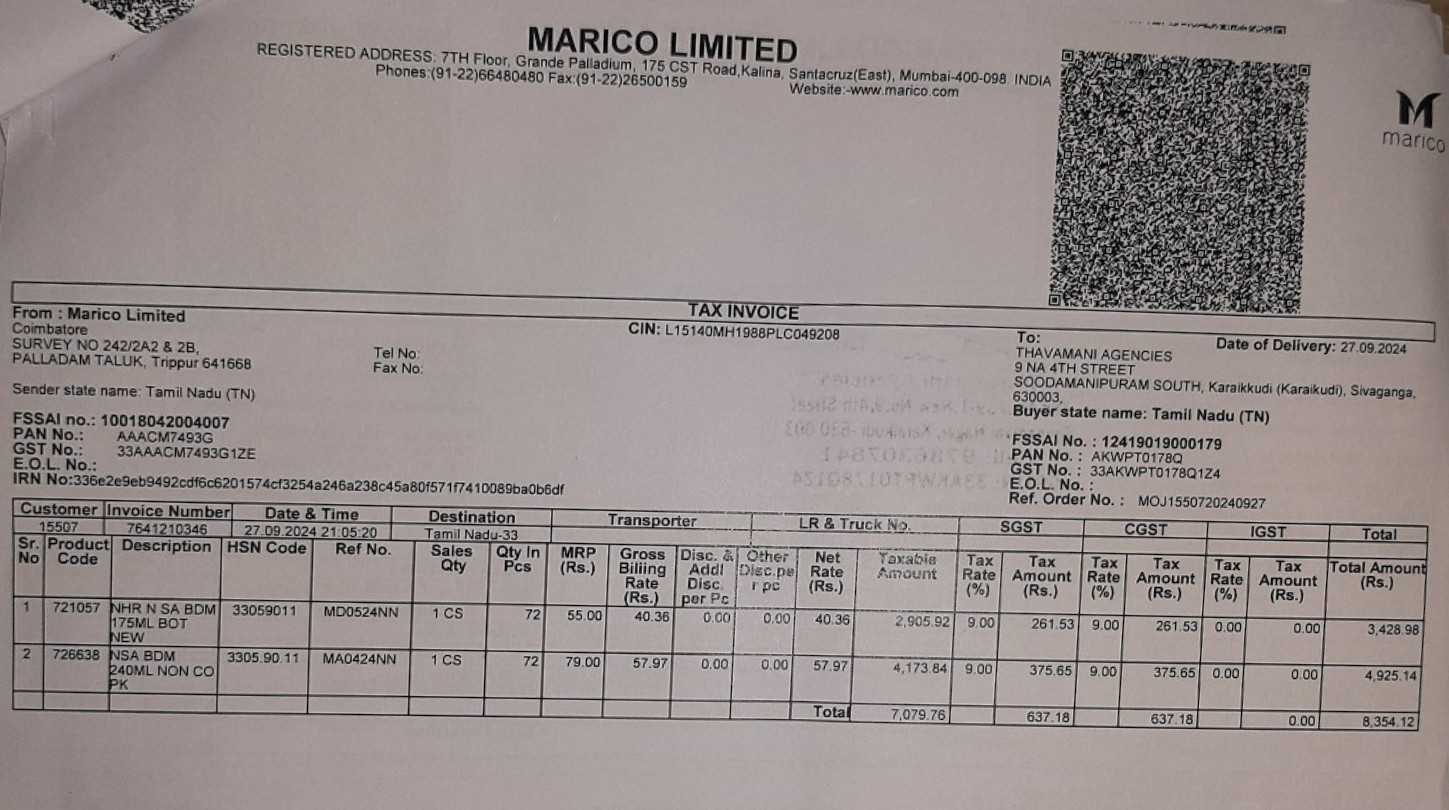 MARICO LIMITED
REGISTERED ADDRESS: 7TH Floor, Grande Palladium, 175 CST Road,Kalina, Santacruz(East), Mumbai-400-098. INDIA
Phones:(91-22)66480480 Fax:(91-22)26500159 Website:-www.marico.com
marico
TAX INVOICE
CIN: L15140MH1988PLC049208
From : Marico Limited
Coimbatore
SURVEY NO 242/2A2 & 2B,
PALLADAM TALUK, Trippur 641668
Tel No:
Fax No:
Sender state name: Tamil Nadu (TN)
FSSAI no.: 10018042004007
PAN No.: AAACM7493G
GST No.: 33AAACM7493G1ZE
E.O.L. No.:
IRN No:336e2e9eb9492cdf6c6201574cf3254a246a238c45a80f571f7410089ba0b6df
To: Date of Delivery: 27.09.2024
THAVAMANI AGENCIES
9 NA 4TH STREET
SOODAMANIPURAM SOUTH, Karaikkudi (Karaikudi), Sivaganga,
630003,
Buyer state name: Tamil Nadu (TN)
FSSAI No. : 12419019000179
PAN No. : AKWPT0178Q
GST No. : 33AKWPT0178Q1Z4
E.O.L. No. :
Ref. Order No. : MOJ1550720240927
Customer Invoice Number Date & Time Destination Transporter LR & Truck No. SGST CGST IGST Total
15507 7641210346 27.09.2024 21:05:20 Tamil Nadu-33
Sr. No Product Code Description HSN Code Ref No. Sales Qty Qty In Pcs MRP (Rs.) Gross Billing Rate (Rs.) Disc. & Addl Disc. per Pc Other Disc.pe r pc Net Rate (Rs.) Taxable Amount Tax Rate (%) Tax Amount (Rs.) Tax Rate (%) Tax Amount (Rs.) Tax Rate (%) Tax Amount (Rs.) Total Amount (Rs.)
1 721057 NHR N SA BDM 33059011 MD0524NN 1 CS 72 55.00 40.36 0.00 0.00 40.36 2,905.92 9.00 261.53 9.00 261.53 0.00 0.00 3,428.98
175ML BOT
NEW
2 726638 NSA BDM 3305.90.11 MA0424NN 1 CS 72 79.00 57.97 0.00 0.00 57.97 4,173.84 9.00 375.65 9.00 375.65 0.00 0.00 4,925.14
240ML NON CO
PK
Total 7,079.76 637.18 637.18 0.00 8,354.12